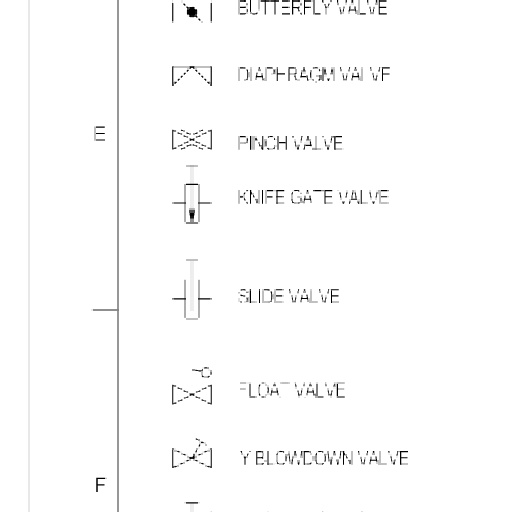 BUTTERFLY VALVE
DIAPHRAGM VALVE
E
PINCH VALVE
KNIFE GATE VALVE
SLIDE VALVE
FLOAT VALVE
Y BLOWDOWN VALVE
F